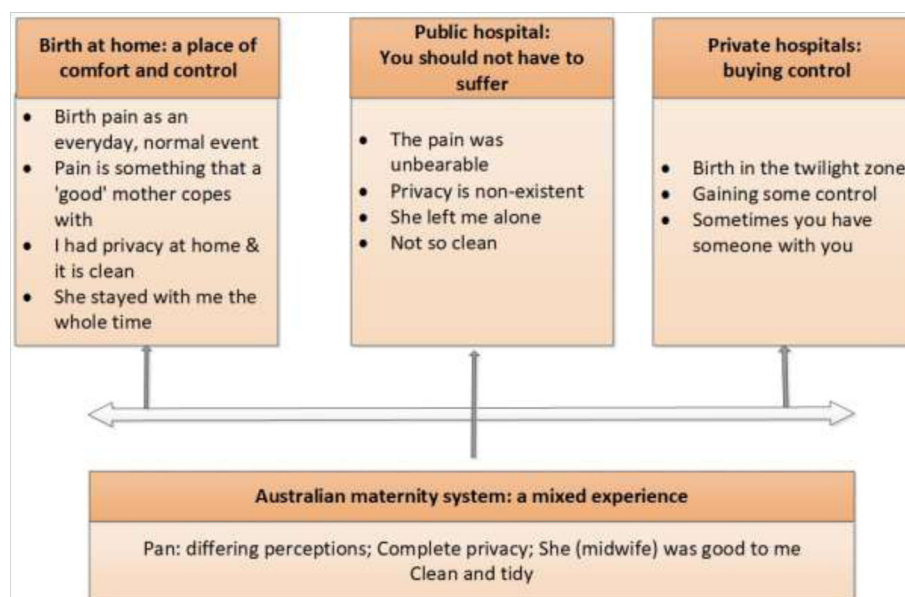 Birth at home: a place of
comfort and control
• Birth pain as an
everyday, normal event
• Pain is something that a
'good' mother copes
with
• I had privacy at home &
it is clean
• She stayed with me the
whole time
Public hospital:
You should not have to
suffer
• The pain was
unbearable
• Privacy is non-existent
• She left me alone
• Not so clean
Private hospitals:
buying control
• Birth in the twilight zone
• Gaining some control
• Sometimes you have
someone with you
Australian maternity system: a mixed experience
Pan: differing perceptions; Complete privacy; She (midwife) was good to me
Clean and tidy